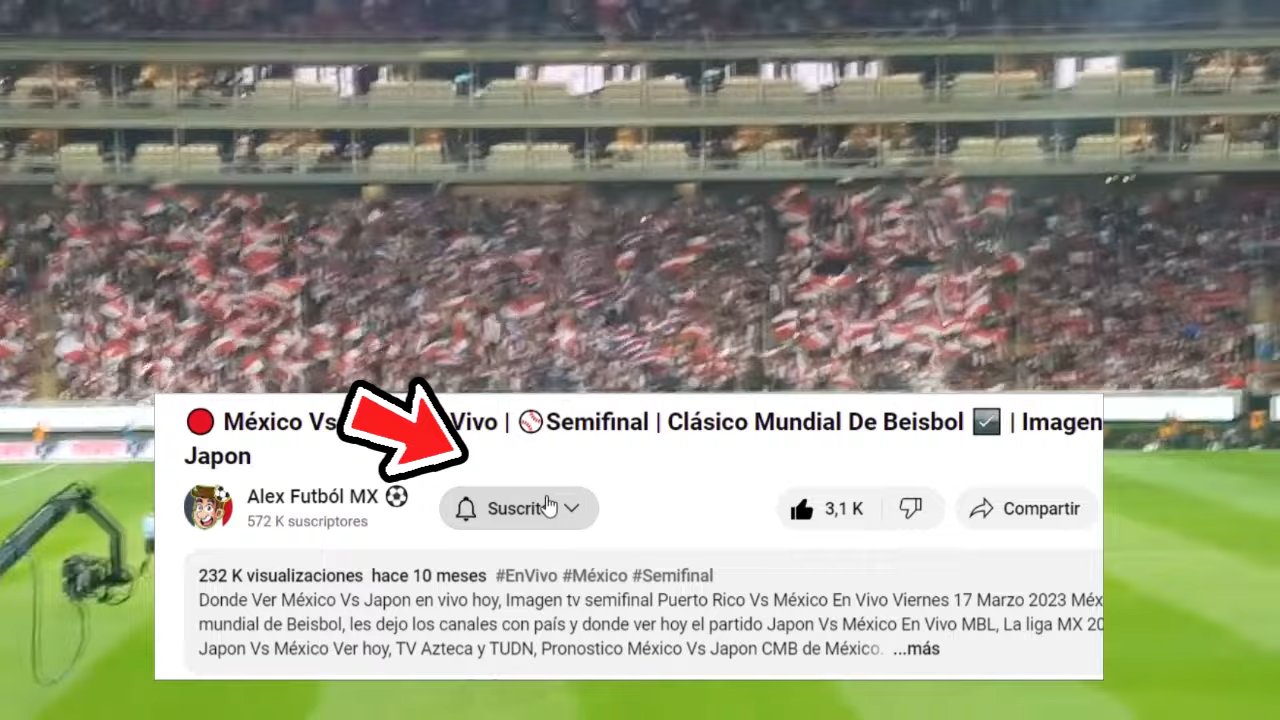 🔴 México Vs Vivo | ⚾Semifinal | Clásico Mundial De Beisbol ☑ | Imagen
Japon
Alex Futból MX ⚽
572 K suscriptores
Suscrito
3,1 K
Compartir
232 K visualizaciones hace 10 meses #EnVivo #México #Semifinal
Donde Ver México Vs Japon en vivo hoy, Imagen tv semifinal Puerto Rico Vs México En Vivo Viernes 17 Marzo 2023 Méx
mundial de Beisbol, les dejo los canales con país y donde ver hoy el partido Japon Vs México En Vivo MBL, La liga MX 20
Japon Vs México Ver hoy, TV Azteca y TUDN, Pronostico México Vs Japon CMB de México. ...más